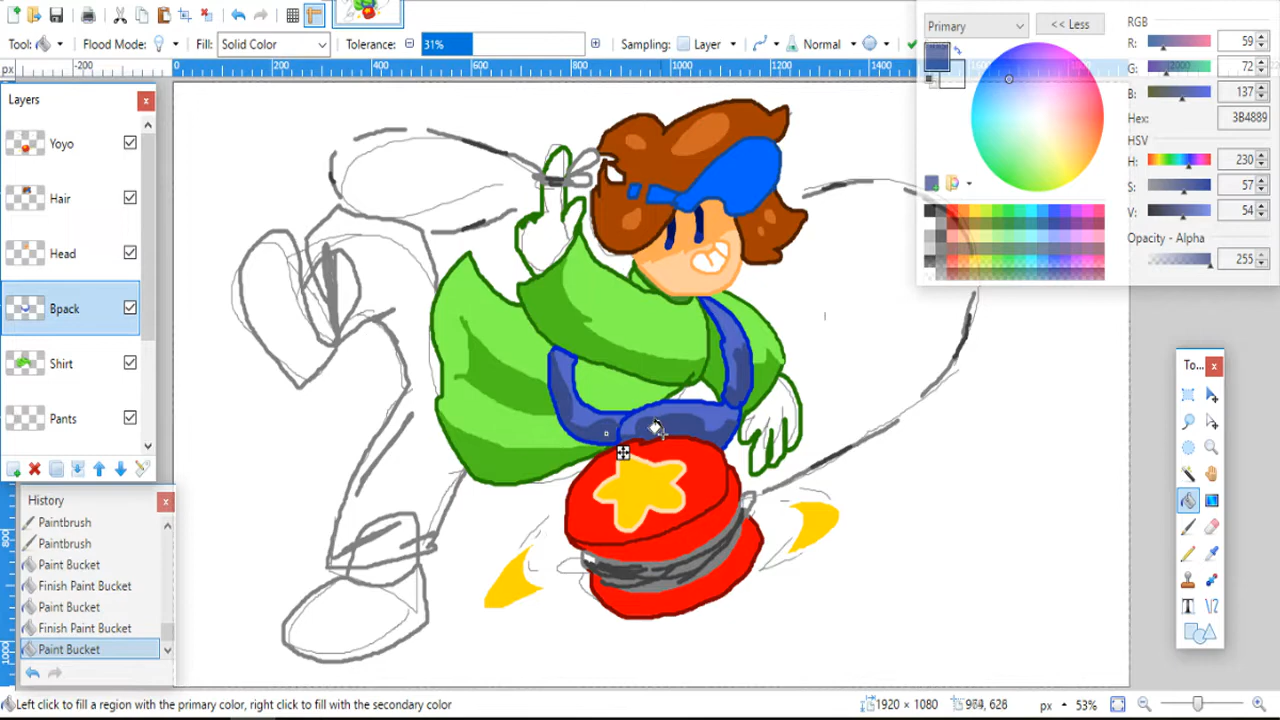 Primary
<< Less
RGB
Tool:
Flood Mode:
Fill:
Solid Color
Tolerance:
31%
Sampling:
Layer
Normal
R:
59
G:
72
B:
137
Hex:
3B4889
HSV
H:
230
S:
57
V:
54
Opacity - Alpha
255
px
-200
0
200
400
600
800
1000
1200
1400
Layers
Yoyo
Hair
Head
Bpack
Shirt
Pants
To...
History
Paintbrush
Paintbrush
Paint Bucket
Finish Paint Bucket
Paint Bucket
Finish Paint Bucket
Paint Bucket
800
1000
Left click to fill a region with the primary color, right click to fill with the secondary color
1920 × 1080
964, 628
px
53%